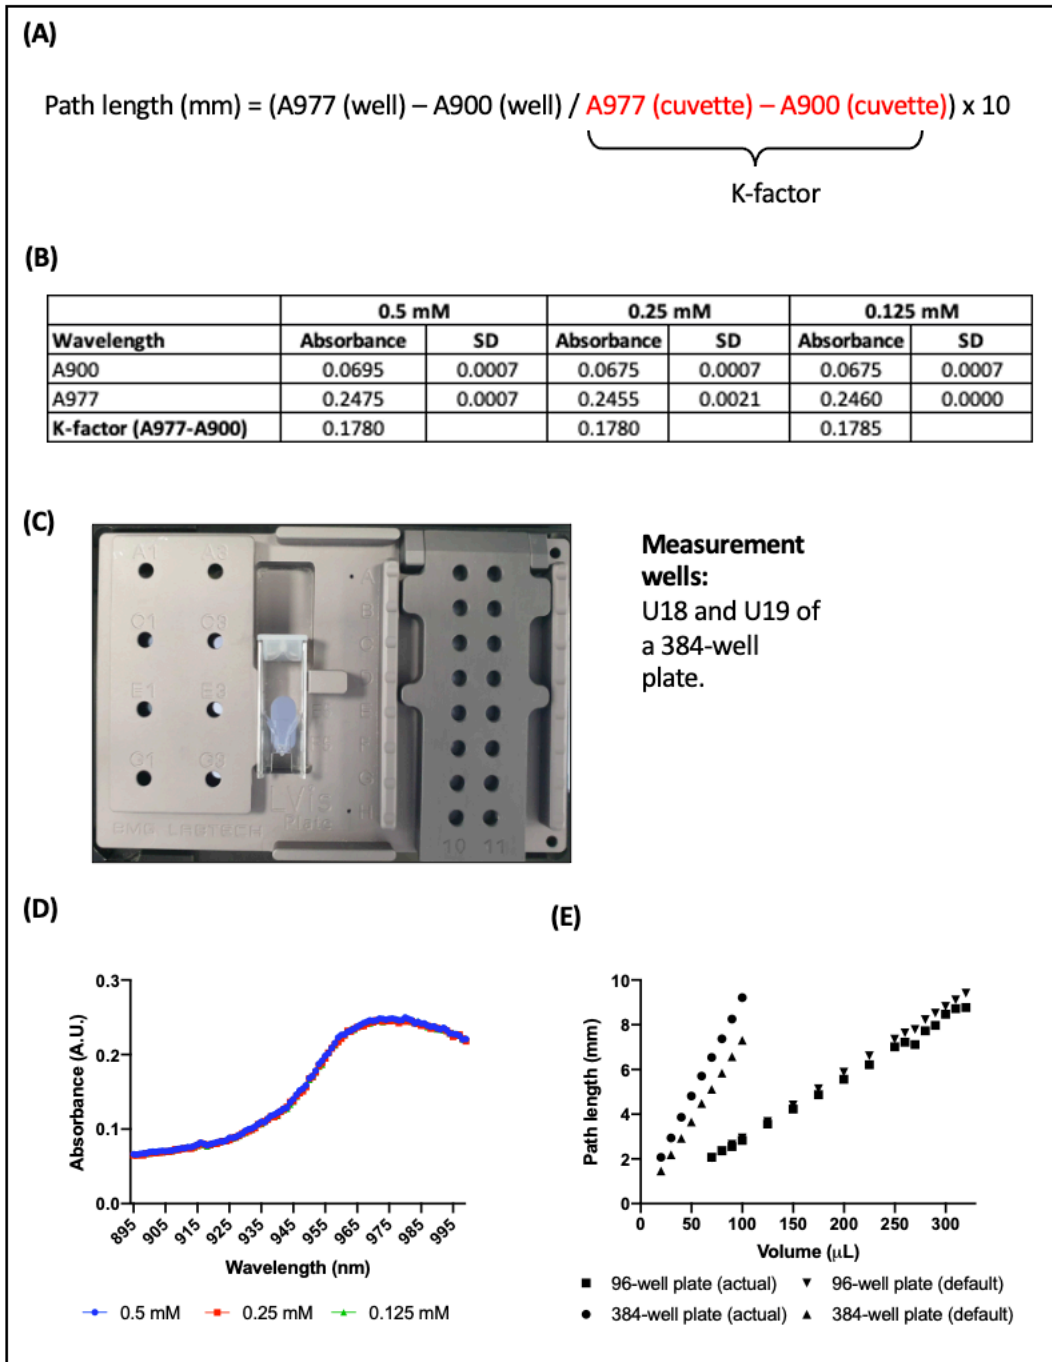 (A)
Path length (mm) = (A977 (well) – A900 (well) / A977 (cuvette) – A900 (cuvette)) x 10
K-factor
(B)
0.5 mM 0.25 mM 0.125 mM
Wavelength Absorbance SD Absorbance SD Absorbance SD
A900 0.0695 0.0007 0.0675 0.0007 0.0675 0.0007
A977 0.2475 0.0007 0.2455 0.0021 0.2460 0.0000
K-factor (A977-A900) 0.1780 0.1780 0.1785
(C)
A1 A3
C1 C3
E1 E3
G1 G3
A
B
C
D
E
F
G
H
LVis
Plate
BMG LABTECH
10 11
Measurement
wells:
U18 and U19 of
a 384-well
plate.
(D)
Absorbance (A.U.)
0.3
0.2
0.1
0.0
895 905 915 925 935 945 955 965 975 985 995
Wavelength (nm)
0.5 mM 0.25 mM 0.125 mM
(E)
Path length (mm)
10
8
6
4
2
0
0 50 100 150 200 250 300
Volume (µL)
96-well plate (actual) 96-well plate (default)
384-well plate (actual) 384-well plate (default)